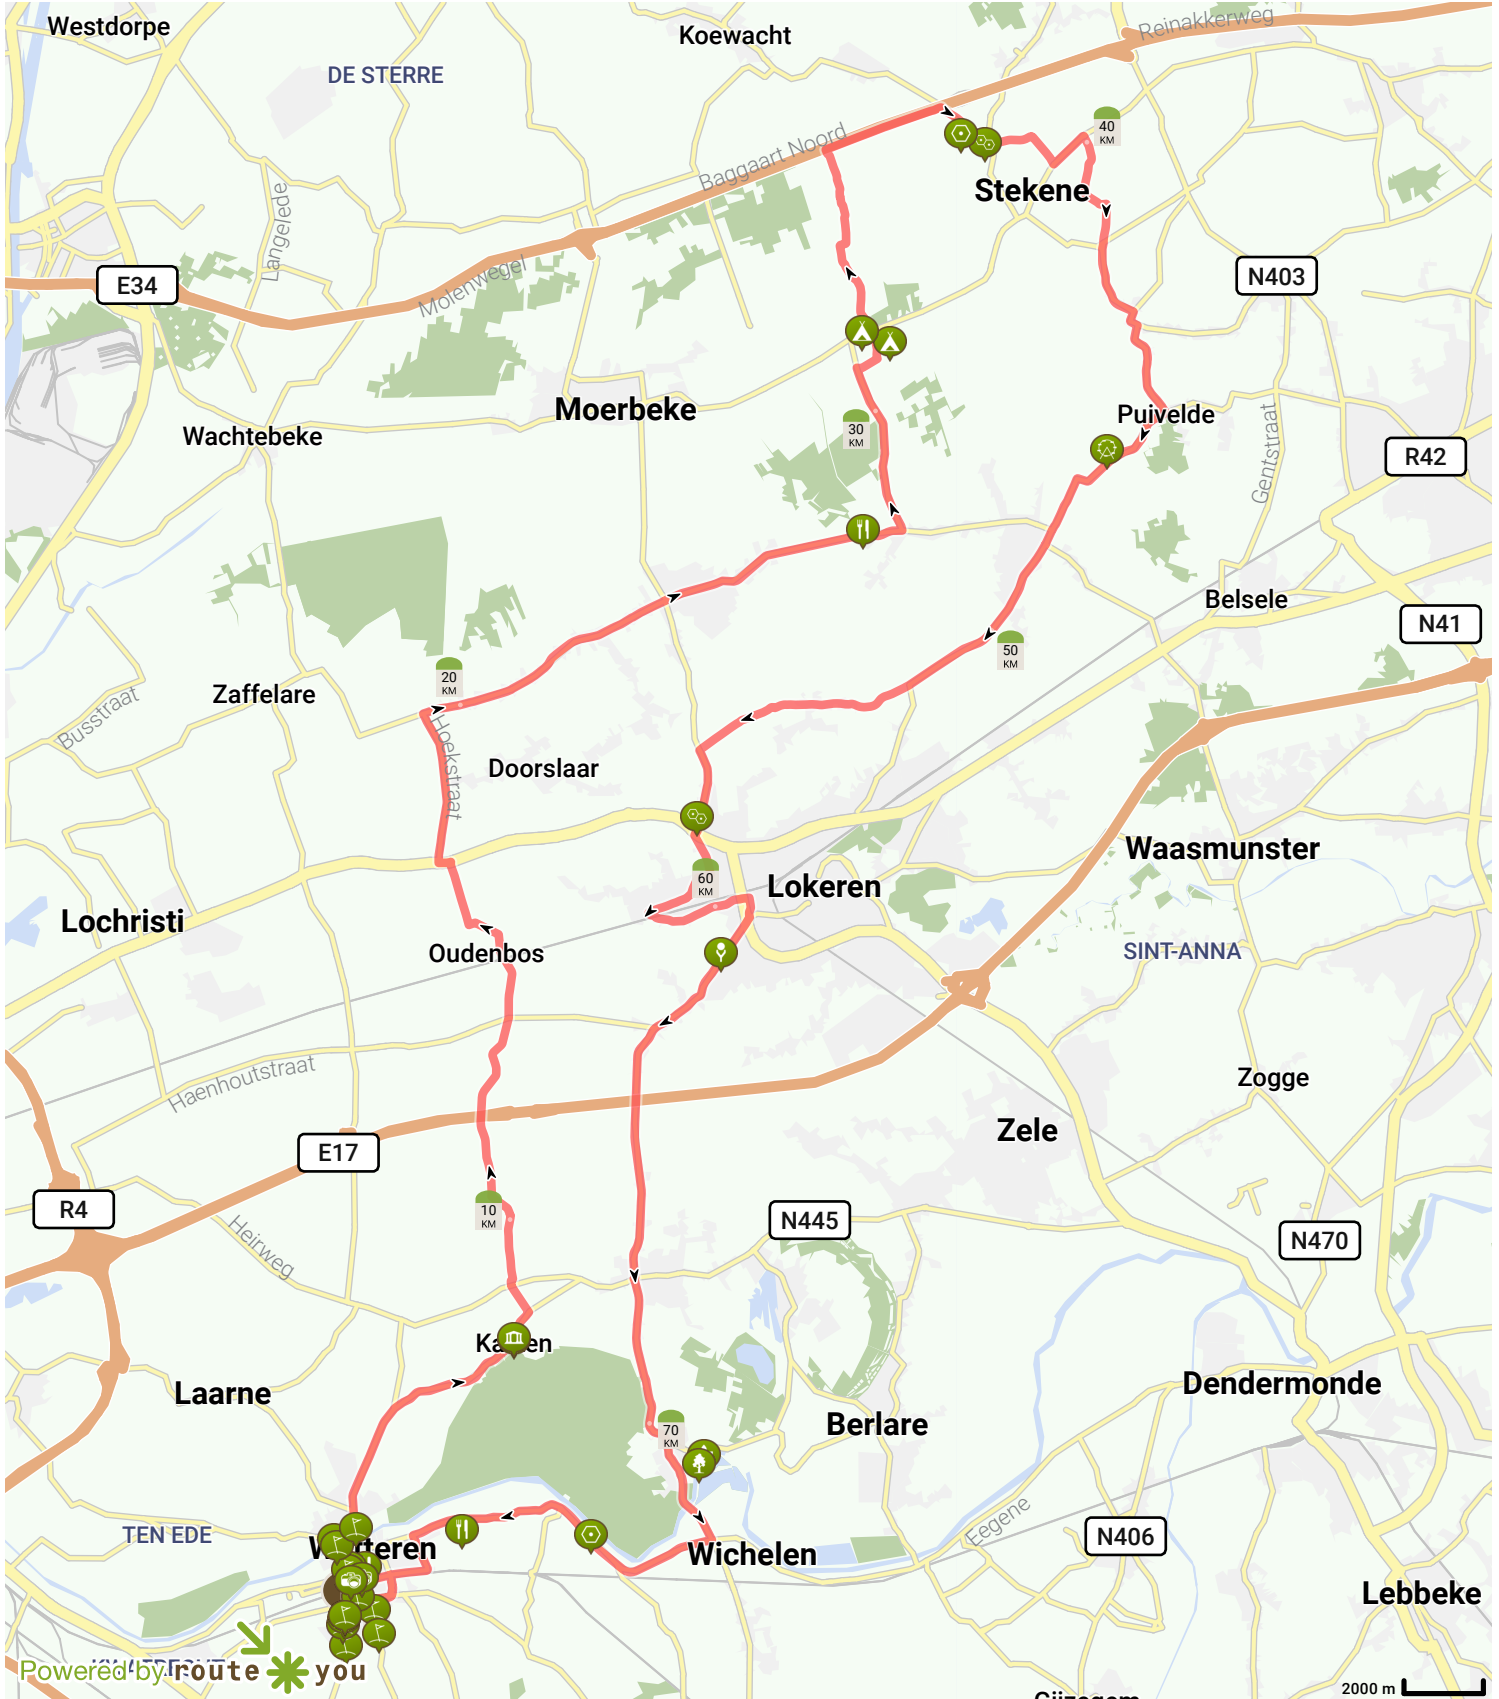 Westdorpe
Koewacht
Reinakkerweg
DE STERRE
40
KM
Baggaart Noord
Stekene
Langelede
E34
Molenwegel
N403
Moerbeke
Puivelde
Wachtebeke
30
KM
Gentstraat
R42
Belsele
N41
50
KM
20
KM
Zaffelare
Busstraat
Hoekstraat
Doorslaar
Waasmunster
60
KM
Lokeren
Lochristi
Oudenbos
SINT-ANNA
Haenhoutstraat
Zogge
Zele
E17
R4
10
KM
N445
Heirweg
N470
Laarne
Dendermonde
Berlare
70
KM
Eegene
TEN EDE
N406
Wichelen
Lebbeke
Powered by route you
2000 m